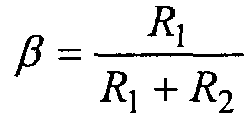 β = R₁ / (R₁ + R₂)